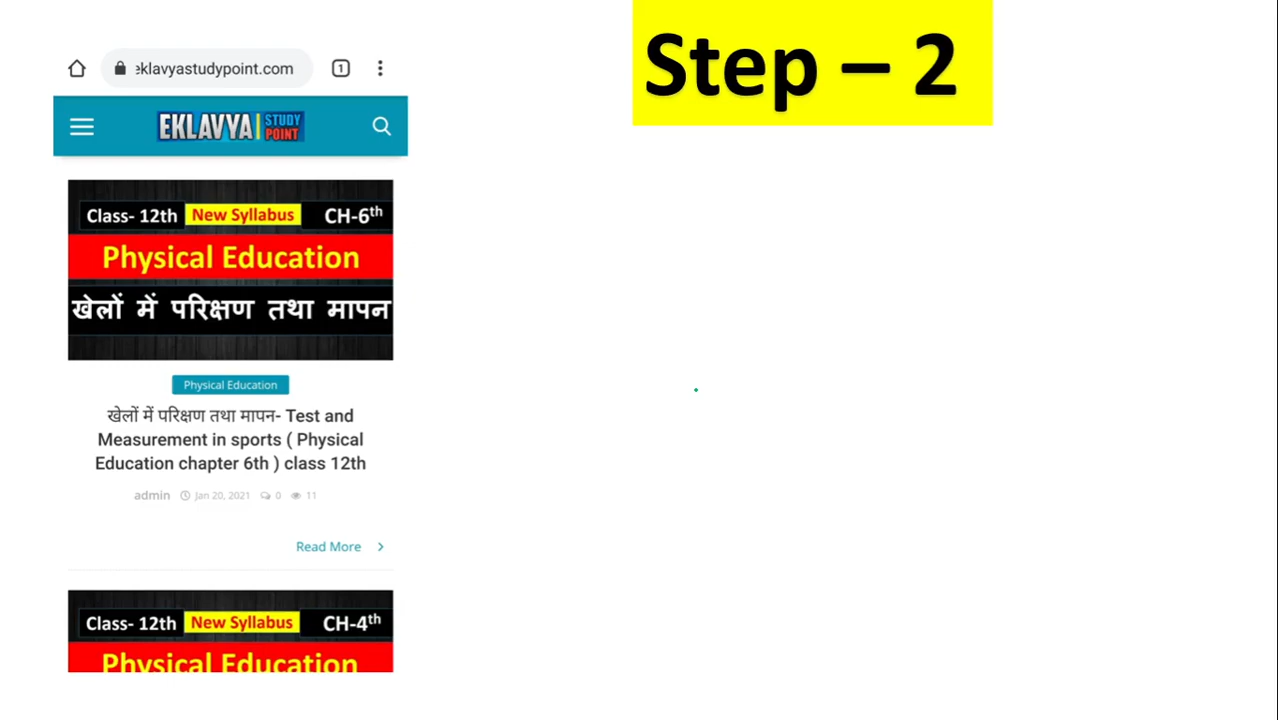 Step – 2
eklavyastudypoint.com
1
EKLAVYA STUDY POINT
Class- 12th New Syllabus CH-6th
Physical Education
खेलों में परिक्षण तथा मापन
Physical Education
खेलों में परिक्षण तथा मापन- Test and
Measurement in sports ( Physical
Education chapter 6th ) class 12th
admin Jan 20, 2021 0 11
Read More
Class- 12th New Syllabus CH-4th
Physical Education